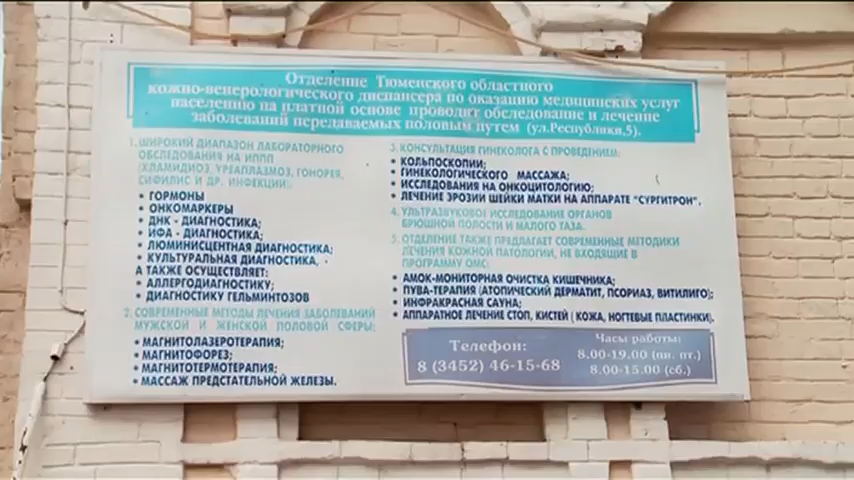 Отделение Тюменского областного
кожно-венерологического диспансера по оказанию медицинских услуг
населению на платной основе проводит обследование и лечение
заболеваний передаваемых половым путем (ул.Республики,5).
1. ШИРОКИЙ ДИАПАЗОН ЛАБОРАТОРНОГО
ОБСЛЕДОВАНИЯ НА ИППП
(ХЛАМИДИОЗ, УРЕАПЛАЗМОЗ, ГОНОРЕЯ,
СИФИЛИС И ДР. ИНФЕКЦИИ).
• ГОРМОНЫ
• ОНКОМАРКЕРЫ
• ДНК - ДИАГНОСТИКА;
• ИФА - ДИАГНОСТИКА;
• ЛЮМИНИСЦЕНТНАЯ ДИАГНОСТИКА;
• КУЛЬТУРАЛЬНАЯ ДИАГНОСТИКА,
А ТАКЖЕ ОСУЩЕСТВЛЯЕТ:
• АЛЛЕРГОДИАГНОСТИКУ;
• ДИАГНОСТИКУ ГЕЛЬМИНТОЗОВ
2. СОВРЕМЕННЫЕ МЕТОДЫ ЛЕЧЕНИЯ ЗАБОЛЕВАНИЙ
МУЖСКОЙ И ЖЕНСКОЙ ПОЛОВОЙ СФЕРЫ:
• МАГНИТОЛАЗЕРОТЕРАПИЯ;
• МАГНИТОФОРЕЗ;
• МАГНИТОТЕРМОТЕРАПИЯ;
• МАССАЖ ПРЕДСТАТЕЛЬНОЙ ЖЕЛЕЗЫ.
3. КОНСУЛЬТАЦИЯ ГИНЕКОЛОГА С ПРОВЕДЕНИЕМ:
• КОЛЬПОСКОПИИ;
• ГИНЕКОЛОГИЧЕСКОГО МАССАЖА;
• ИССЛЕДОВАНИЯ НА ОНКОЦИТОЛОГИЮ;
• ЛЕЧЕНИЕ ЭРОЗИИ ШЕЙКИ МАТКИ НА АППАРАТЕ "СУРГИТРОН".
4. УЛЬТРАЗВУКОВОЕ ИССЛЕДОВАНИЕ ОРГАНОВ
БРЮШНОЙ ПОЛОСТИ И МАЛОГО ТАЗА.
5. ОТДЕЛЕНИЕ ТАКЖЕ ПРЕДЛАГАЕТ СОВРЕМЕННЫЕ МЕТОДИКИ
ЛЕЧЕНИЯ КОЖНОЙ ПАТОЛОГИИ, НЕ ВХОДЯЩИЕ В
ПРОГРАММУ ОМС:
• АМОК-МОНИТОРНАЯ ОЧИСТКА КИШЕЧНИКА;
• ПУВА-ТЕРАПИЯ (АТОПИЧЕСКИЙ ДЕРМАТИТ, ПСОРИАЗ, ВИТИЛИГО);
• ИНФРАКРАСНАЯ САУНА;
• АППАРАТНОЕ ЛЕЧЕНИЕ СТОП, КИСТЕЙ ( КОЖА, НОГТЕВЫЕ ПЛАСТИНКИ).
Телефон:
8 (3452) 46-15-68
Часы работы:
8.00-19.00 (пн. пт.)
8.00-15.00 (сб.)